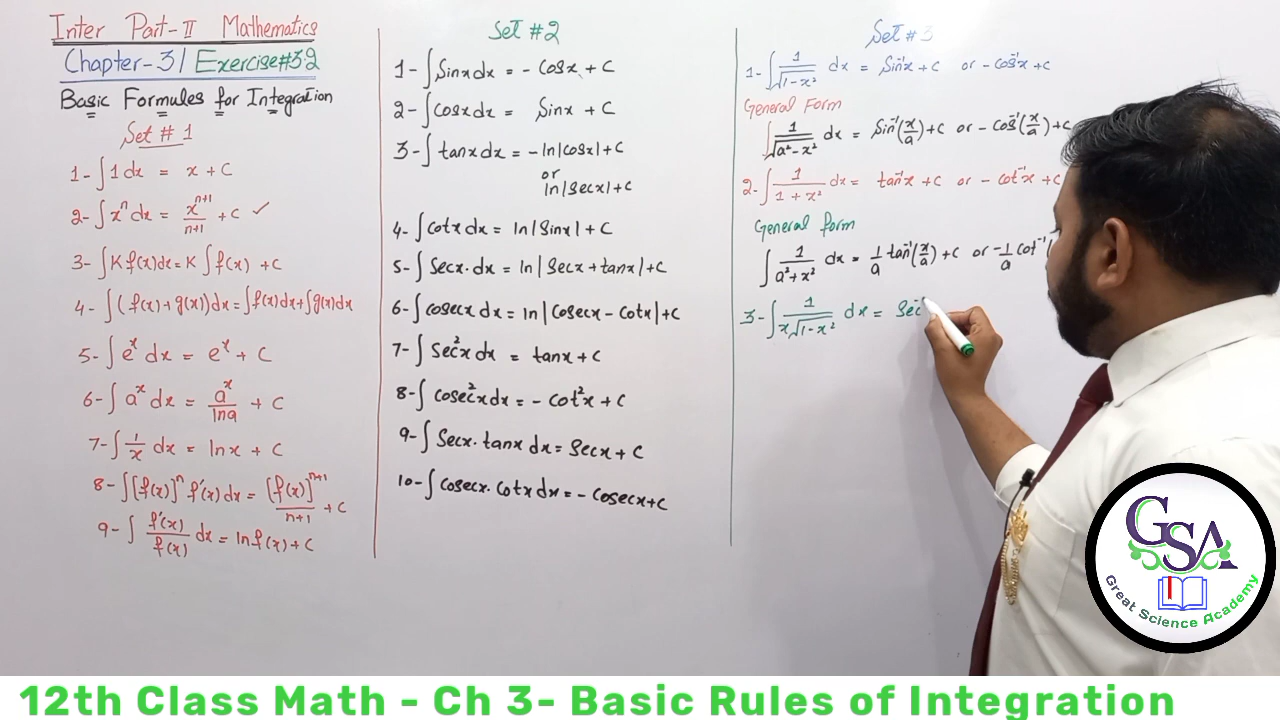 Inter Part-II Mathematics
Chapter-3 / Exercise#3.2
Basic Formules for Integration
Set # 1
1- ∫1 dx = x + C
2- ∫xⁿ dx = xⁿ⁺¹/n+1 + C ✓
3- ∫K f(x) dx = K ∫f(x) + C
4- ∫(f(x)+g(x))dx = ∫f(x)dx + ∫g(x)dx
5- ∫eˣ dx = eˣ + C
6- ∫aˣ dx = aˣ/lna + C
7- ∫1/x dx = lnx + C
8- ∫[f(x)]ⁿ f'(x) dx = [f(x)]ⁿ⁺¹/n+1 + C
9- ∫ f'(x)/f(x) dx = ln f(x) + C
Set # 2
1- ∫Sinx dx = - Cosx + C
2- ∫Cosx dx = Sinx + C
3- ∫tanx dx = - ln|Cosx| + C
or
ln|Secx| + C
4- ∫Cotx dx = ln|Sinx| + C
5- ∫Secx. dx = ln|Secx + tanx| + C
6- ∫Cosecx dx = ln|Cosecx - Cotx| + C
7- ∫Sec²x dx = tanx + C
8- ∫Cosec²x dx = - Cot²x + C
9- ∫Secx. tanx dx = Secx + C
10- ∫Cosecx. Cotx dx = - Cosecx + C
Set # 3
1- ∫ 1/√1-x² dx = Sin⁻¹x + C or - Cos⁻¹x + C
General Form
∫ 1/√a²-x² dx = Sin⁻¹(x/a) + C or - Cos⁻¹(x/a) + C
2- ∫ 1/1+x² dx = tan⁻¹x + C or - Cot⁻¹x + C
General form
∫ 1/a²+x² dx = 1/a tan⁻¹(x/a) + C or - 1/a Cot⁻¹(
3- ∫ 1/x√1-x² dx = Sec
GSA
Great Science Academy
12th Class Math - Ch 3- Basic Rules of Integration